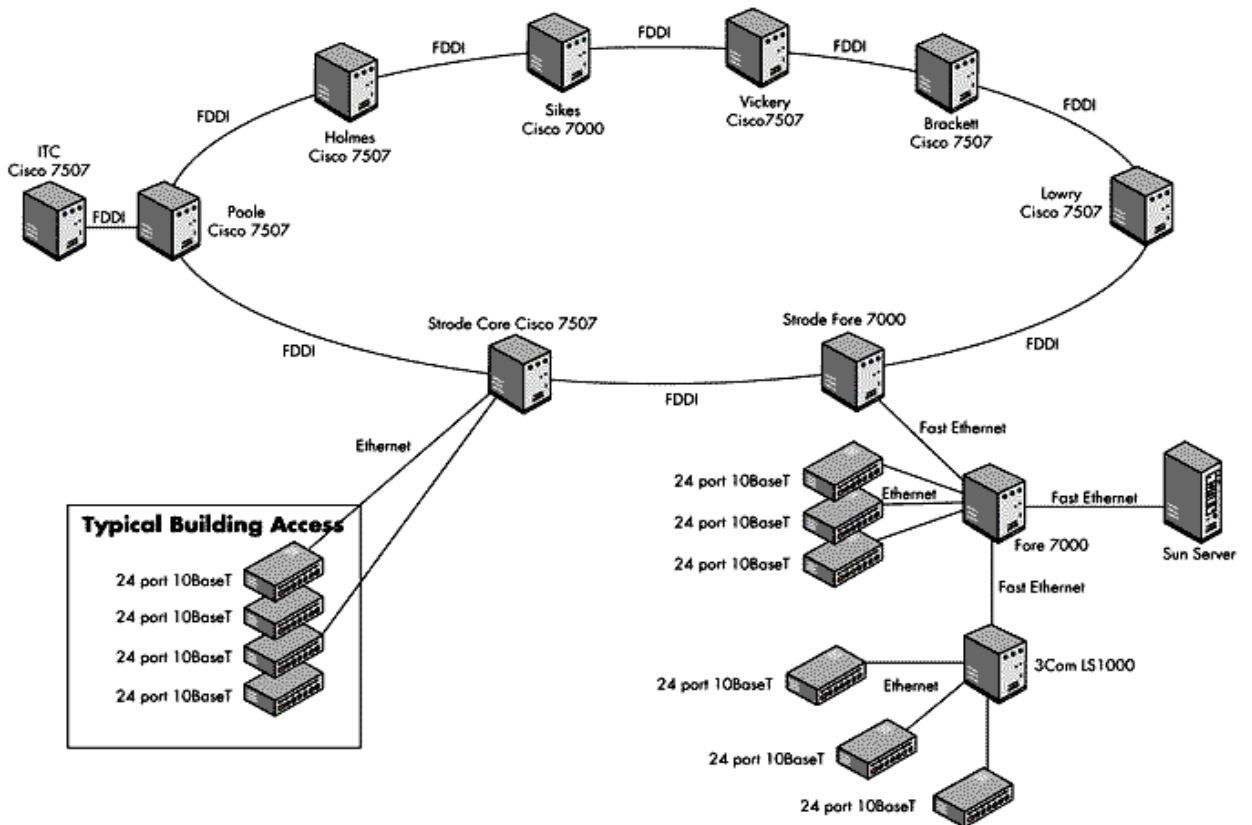 FDDI
FDDI
FDDI
FDDI
FDDI
Holmes
Cisco 7507
Sikes
Cisco 7000
Vickery
Cisco7507
Brackett
Cisco 7507
ITC
Cisco 7507
FDDI
Poole
Cisco 7507
Lowry
Cisco 7507
Strode Core Cisco 7507
Strode Fore 7000
FDDI
FDDI
FDDI
Ethernet
Fast Ethernet
Typical Building Access
24 port 10BaseT
24 port 10BaseT
24 port 10BaseT
24 port 10BaseT
24 port 10BaseT
24 port 10BaseT
24 port 10BaseT
Ethernet
Fast Ethernet
Fore 7000
Sun Server
Fast Ethernet
3Com LS1000
Ethernet
24 port 10BaseT
24 port 10BaseT
24 port 10BaseT